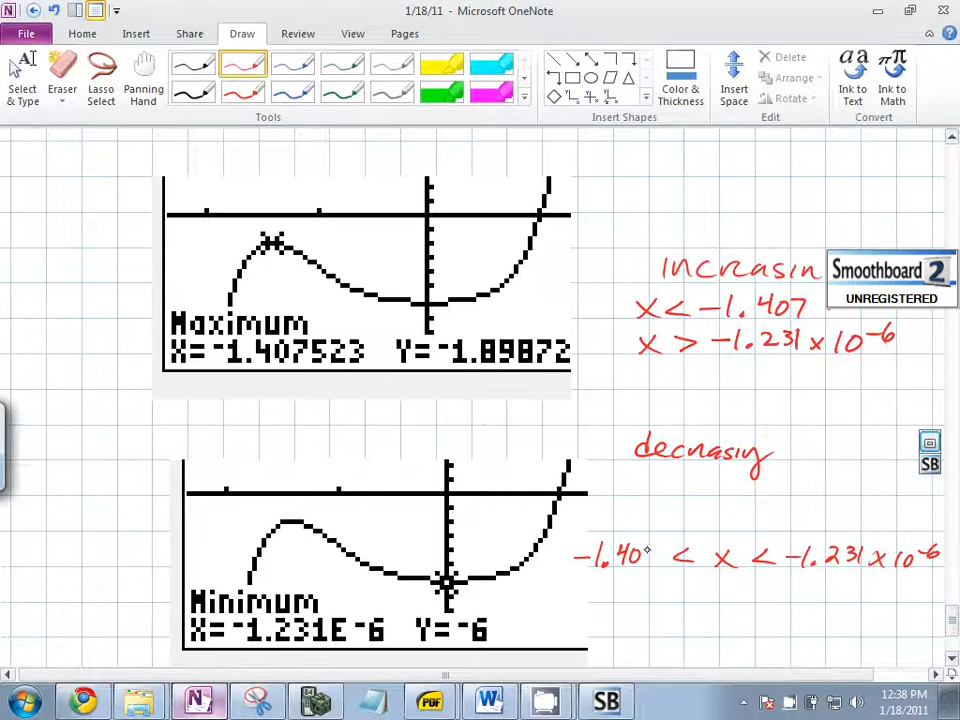 1/18/11 - Microsoft OneNote
File Home Insert Share Draw Review View Pages
Select & Type
Eraser
Lasso Select
Panning Hand
Color & Thickness
Insert Space
Delete
Arrange
Rotate
Ink to Text
Ink to Math
Tools
Insert Shapes
Edit
Convert
increasin
x < -1.407
x > -1.231 x 10^-6
Smoothboard 2
UNREGISTERED
Maximum
X=-1.407523 Y=-1.89872
decreasing
-1.40 < x < -1.231 x 10^-6
Minimum
X=-1.231E-6 Y=-6
SB
84
PDF
W
SB
12:38 PM
1/18/2011